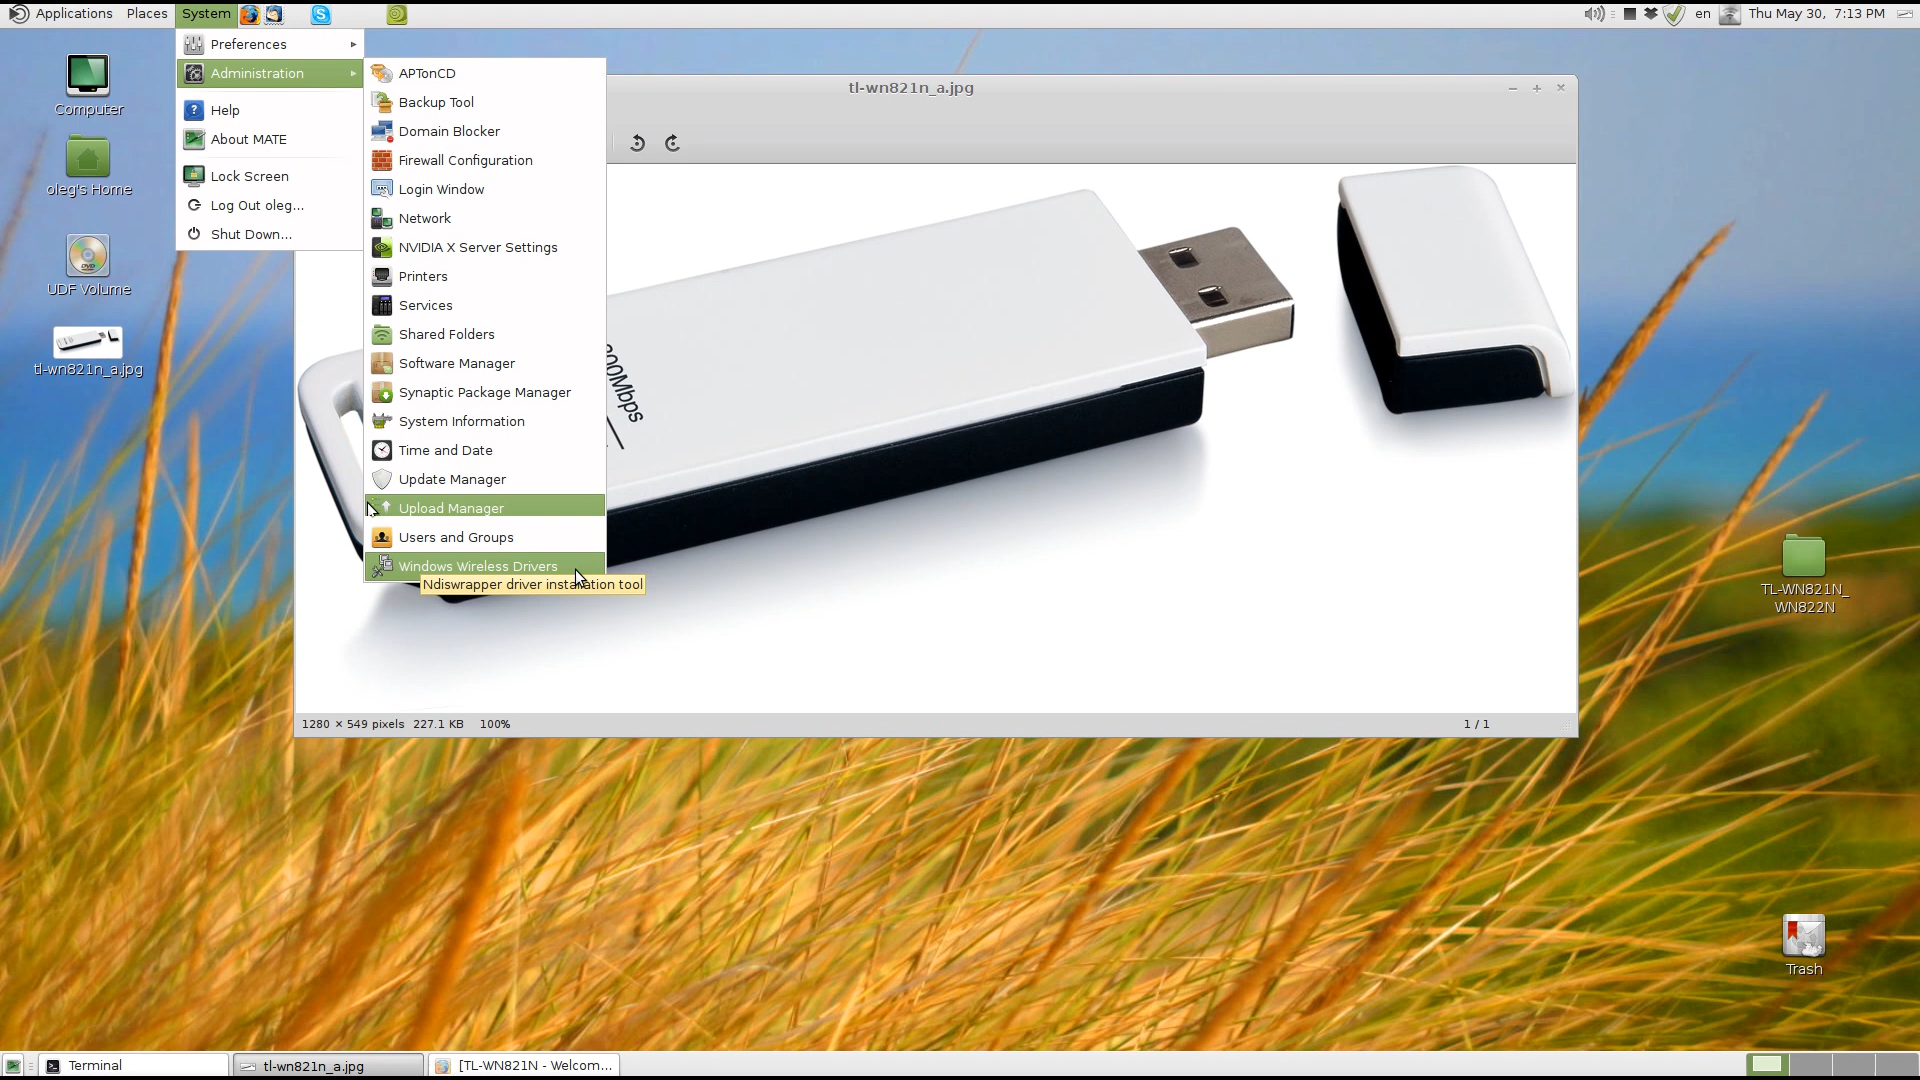 Applications Places System
en Thu May 30, 7:13 PM
Preferences
Administration
Help
About MATE
Lock Screen
Log Out oleg...
Shut Down...
APTonCD
Backup Tool
Domain Blocker
Firewall Configuration
Login Window
Network
NVIDIA X Server Settings
Printers
Services
Shared Folders
Software Manager
Synaptic Package Manager
System Information
Time and Date
Update Manager
Upload Manager
Users and Groups
Windows Wireless Drivers
Ndiswrapper driver installation tool
Computer
oleg's Home
DVD
UDF Volume
tl-wn821n_a.jpg
tl-wn821n_a.jpg
1280 × 549 pixels 227.1 KB 100%
1 / 1
TL-WN821N_
WN822N
Trash
Terminal
tl-wn821n_a.jpg
[TL-WN821N - Welcom...